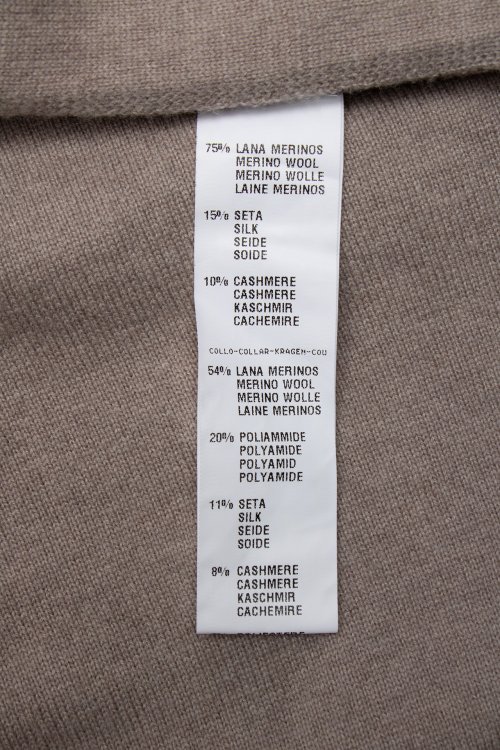 75% LANA MERINOS
MERINO WOOL
MERINO WOLLE
LAINE MERINOS
15% SETA
SILK
SEIDE
SOIDE
10% CASHMERE
CASHMERE
KASCHMIR
CACHEMIRE
COLLO-COLLAR-KRAGEN-COU
54% LANA MERINOS
MERINO WOOL
MERINO WOLLE
LAINE MERINOS
20% POLIAMMIDE
POLYAMIDE
POLYAMID
POLYAMIDE
11% SETA
SILK
SEIDE
SOIDE
8% CASHMERE
CASHMERE
KASCHMIR
CACHEMIRE